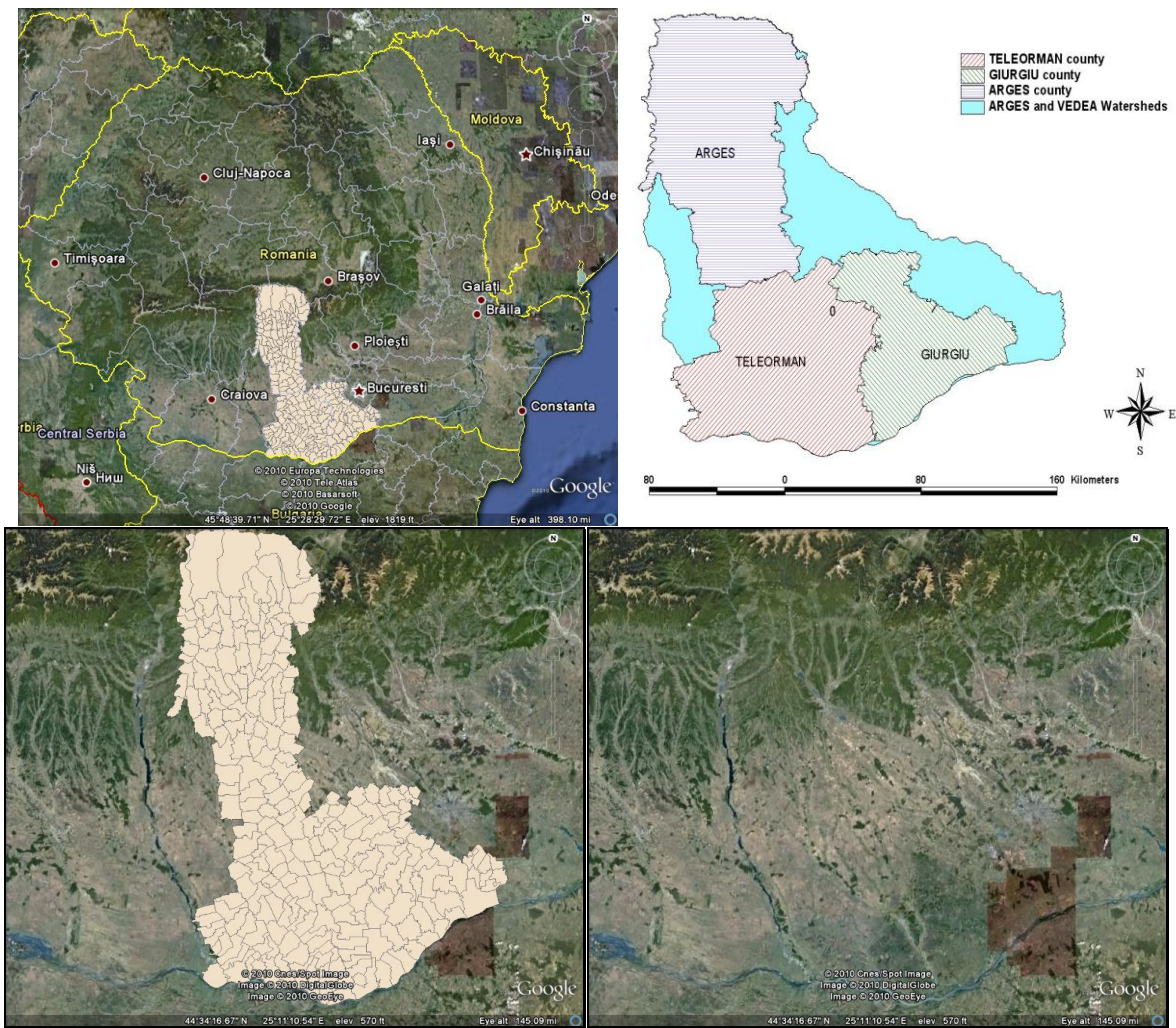 N
Moldova
Iaşi
Chişinău
Cluj-Napoca
Ode
Timişoara
Romania
Braşov
Galaţi
Brăila
Ploieşti
Bucuresti
Craiova
Constanta
Central Serbia
Niš
Ниш
© 2010 Europa Technologies
© 2010 Tele Atlas
© 2010 Basarsoft
© 2010 Google
©2010 Google
Bulgaria
45°48'39.71" N 25°28'29.72" E elev 1819 ft Eye alt 398.10 mi
TELEORMAN county
GIURGIU county
ARGES county
ARGES and VEDEA Watersheds
ARGES
0
TELEORMAN
GIURGIU
N
W E
S
80 0 80 160 Kilometers
N
© 2010 Cnes/Spot Image
Image © 2010 DigitalGlobe
Image © 2010 GeoEye
Google
44°34'16.67" N 25°11'10.54" E elev 570 ft Eye alt 145.09 mi
N
© 2010 Cnes/Spot Image
Image © 2010 DigitalGlobe
Image © 2010 GeoEye
Google
44°34'16.67" N 25°11'10.54" E elev 570 ft Eye alt 145.09 mi